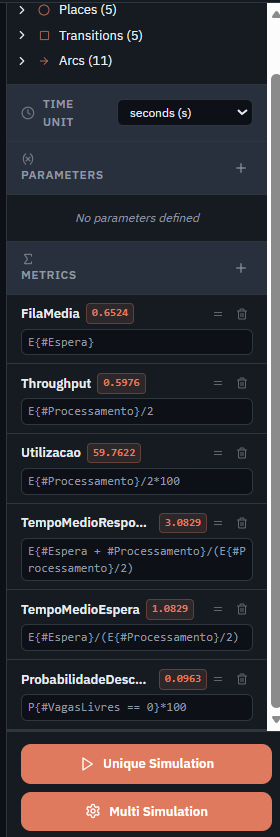 Places (5)
Transitions (5)
Arcs (11)
TIME
UNIT
seconds (s)
(x)
PARAMETERS
No parameters defined
Σ
METRICS
FilaMedia 0.6524
E{#Espera}
Throughput 0.5976
E{#Processamento}/2
Utilizacao 59.7622
E{#Processamento}/2*100
TempoMedioRespo... 3.0829
E{#Espera + #Processamento}/(E{#P
rocessamento}/2)
TempoMedioEspera 1.0829
E{#Espera}/(E{#Processamento}/2)
ProbabilidadeDesc... 0.0963
P{#VagasLivres == 0}*100
Unique Simulation
Multi Simulation